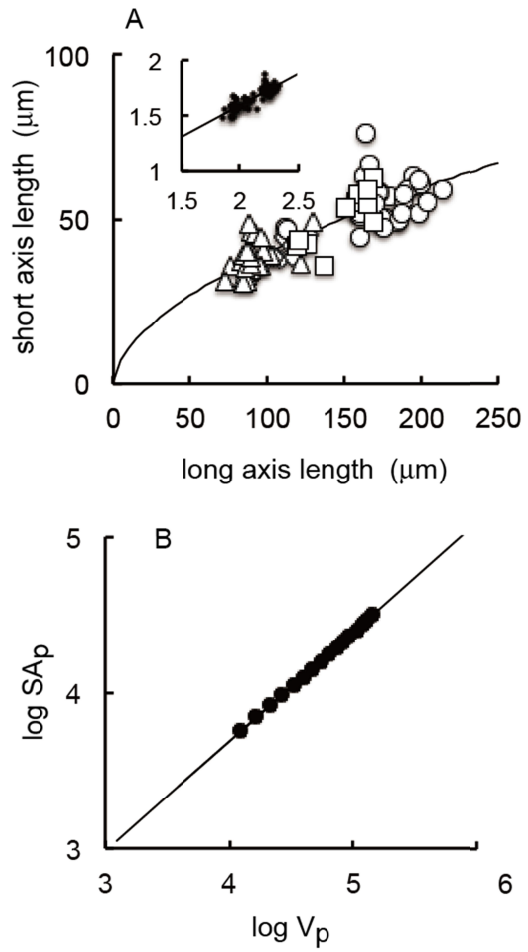 A
short axis length (μm)
100
50
0
2
1.5
1
1.5 2 2.5
0 50 100 150 200 250
long axis length (μm)
B
log SAp
5
4
3
3 4 5 6
log Vp